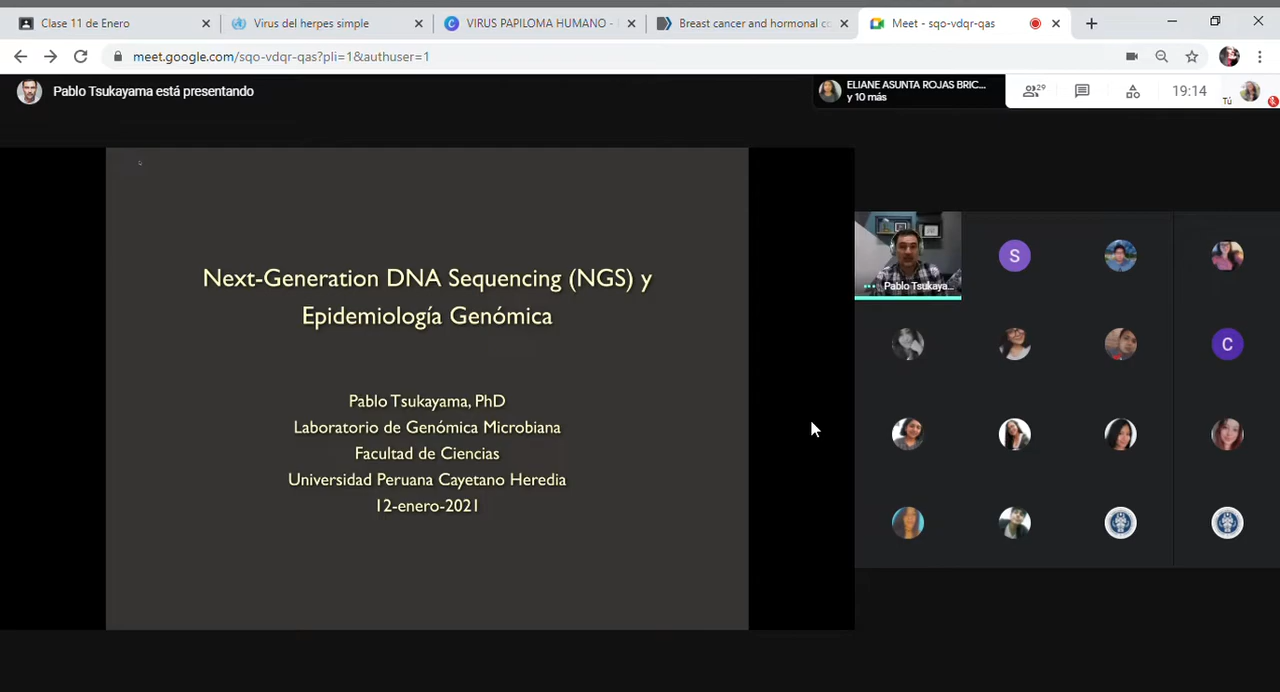 Clase 11 de Enero
Virus del herpes simple
VIRUS PAPILOMA HUMANO -
Breast cancer and hormonal co
Meet - sqo-vdqr-qas
meet.google.com/sqo-vdqr-qas?pli=1&authuser=1
Pablo Tsukayama está presentando
ELIANE ASUNTA ROJAS BRIC...
y 10 más
29
19:14
Tú
Next-Generation DNA Sequencing (NGS) y
Epidemiología Genómica
Pablo Tsukayama, PhD
Laboratorio de Genómica Microbiana
Facultad de Ciencias
Universidad Peruana Cayetano Heredia
12-enero-2021
Pablo Tsukaya...
S
C